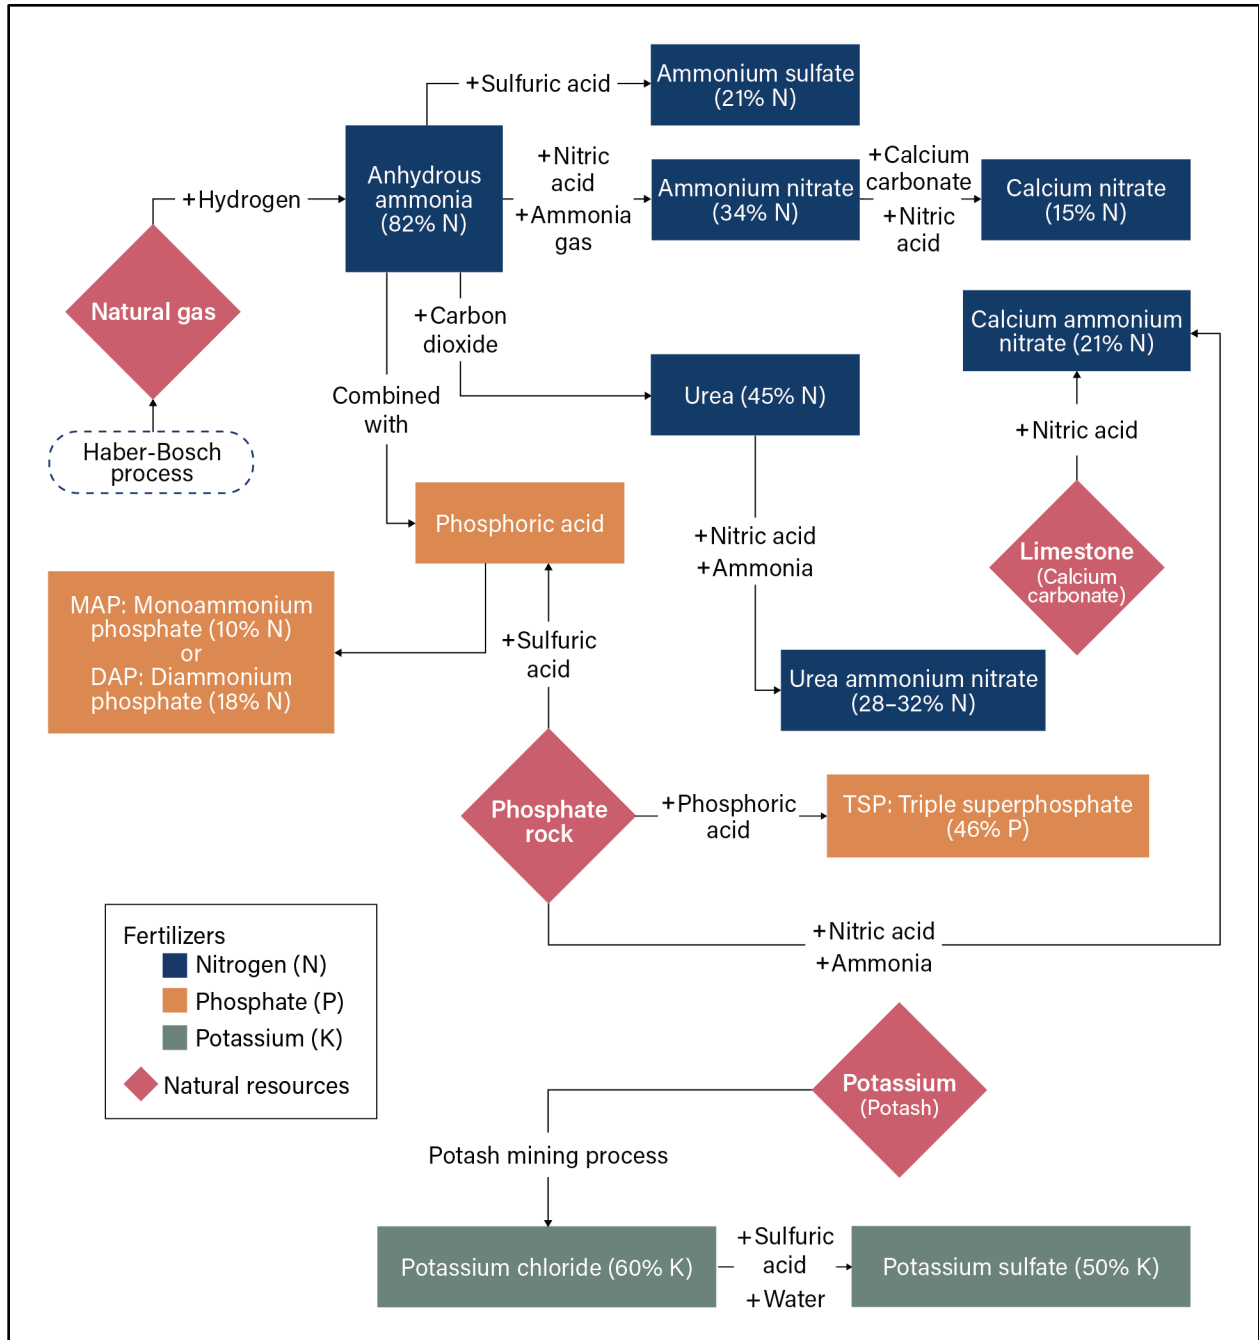 +Sulfuric acid
Ammonium sulfate
(21% N)
Anhydrous
ammonia
(82% N)
+Nitric
acid
+Ammonia
gas
Ammonium nitrate
(34% N)
+Calcium
carbonate
+Nitric
acid
Calcium nitrate
(15% N)
+Hydrogen
Natural gas
Haber-Bosch
process
+Carbon
dioxide
Combined
with
Urea (45% N)
Calcium ammonium
nitrate (21% N)
+Nitric acid
Limestone
(Calcium
carbonate)
Phosphoric acid
+Nitric acid
+Ammonia
MAP: Monoammonium
phosphate (10% N)
or
DAP: Diammonium
phosphate (18% N)
+Sulfuric
acid
Urea ammonium nitrate
(28–32% N)
Phosphate
rock
+Phosphoric
acid
TSP: Triple superphosphate
(46% P)
+Nitric acid
+Ammonia
Fertilizers
Nitrogen (N)
Phosphate (P)
Potassium (K)
Natural resources
Potassium
(Potash)
Potash mining process
Potassium chloride (60% K)
+Sulfuric
acid
+Water
Potassium sulfate (50% K)